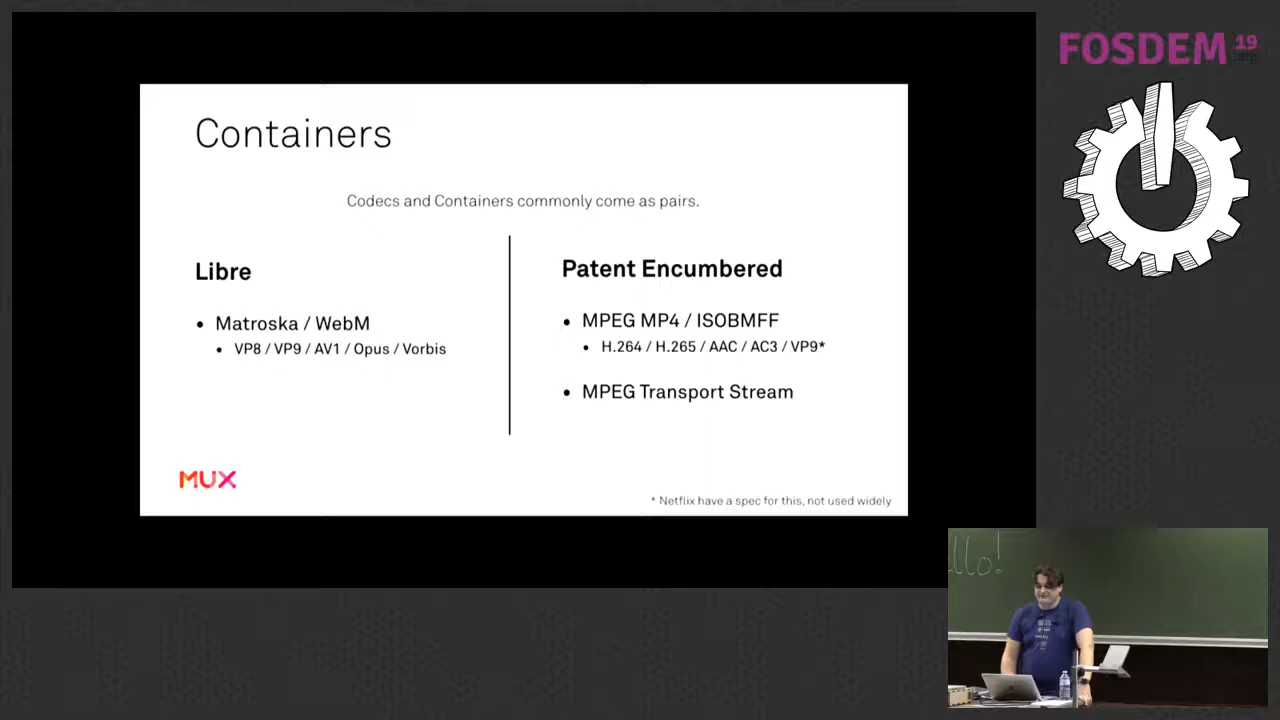 FOSDEM 19
.org
Containers
Codecs and Containers commonly come as pairs.
Libre
• Matroska / WebM
• VP8 / VP9 / AV1 / Opus / Vorbis
Patent Encumbered
• MPEG MP4 / ISOBMFF
• H.264 / H.265 / AAC / AC3 / VP9*
• MPEG Transport Stream
MUX
* Netflix have a spec for this, not used widely
llo!